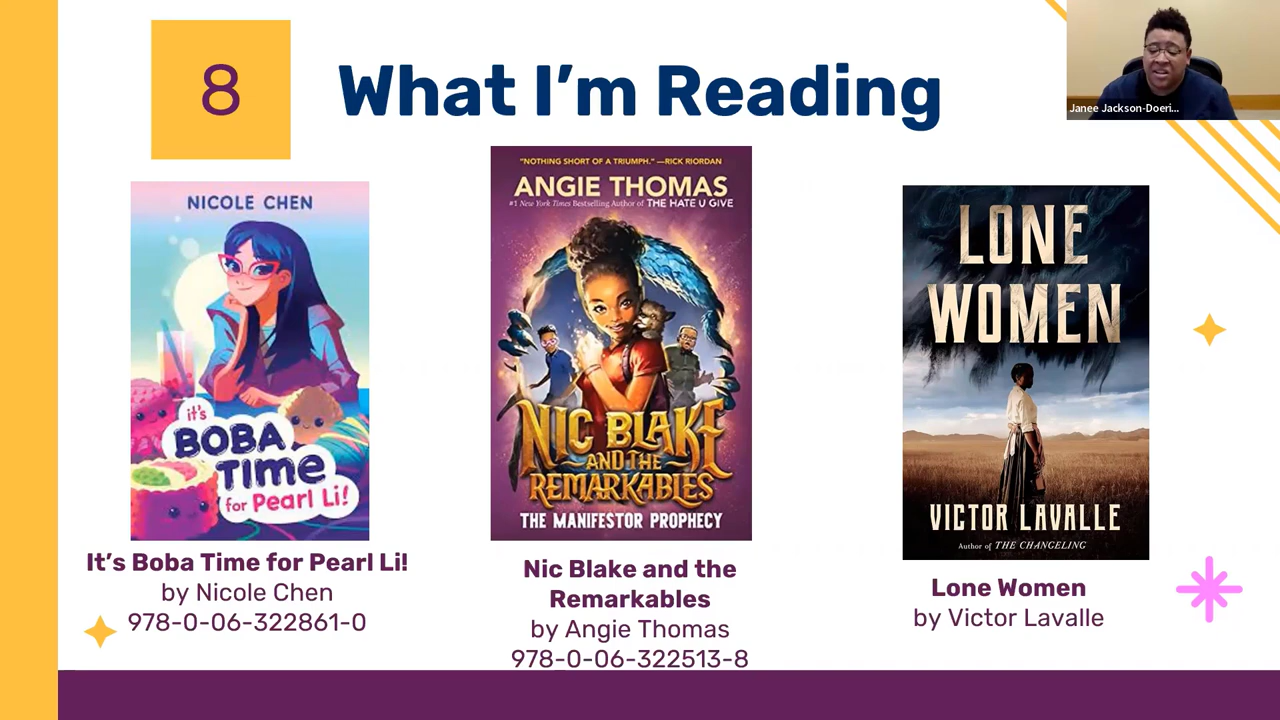 8
What I'm Reading
Janee Jackson-Doeri...
NICOLE CHEN
it's
BOBA
Time
for Pearl Li!
It's Boba Time for Pearl Li!
by Nicole Chen
978-0-06-322861-0
"NOTHING SHORT OF A TRIUMPH." —RICK RIORDAN
ANGIE THOMAS
#1 New York Times Bestselling Author of THE HATE U GIVE
NIC BLAKE
AND THE
REMARKABLES
THE MANIFESTOR PROPHECY
Nic Blake and the
Remarkables
by Angie Thomas
978-0-06-322513-8
LONE
WOMEN
VICTOR LAVALLE
Author of THE CHANGELING
Lone Women
by Victor Lavalle